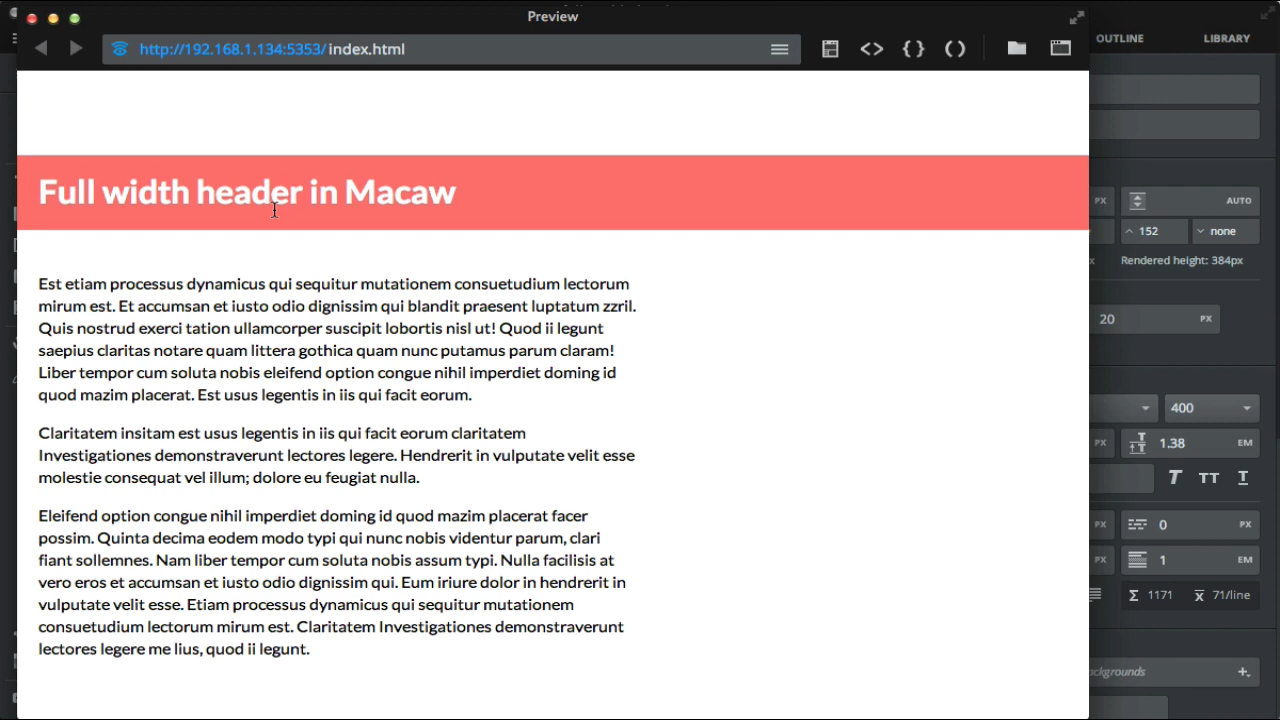 Preview
http://192.168.1.134:5353/index.html
OUTLINE
LIBRARY
Full width header in Macaw
Est etiam processus dynamicus qui sequitur mutationem consuetudium lectorum
mirum est. Et accumsan et iusto odio dignissim qui blandit praesent luptatum zzril.
Quis nostrud exerci tation ullamcorper suscipit lobortis nisl ut! Quod ii legunt
saepius claritas notare quam littera gothica quam nunc putamus parum claram!
Liber tempor cum soluta nobis eleifend option congue nihil imperdiet doming id
quod mazim placerat. Est usus legentis in iis qui facit eorum.
Claritatem insitam est usus legentis in iis qui facit eorum claritatem
Investigationes demonstraverunt lectores legere. Hendrerit in vulputate velit esse
molestie consequat vel illum; dolore eu feugiat nulla.
Eleifend option congue nihil imperdiet doming id quod mazim placerat facer
possim. Quinta decima eodem modo typi qui nunc nobis videntur parum, clari
fiant sollemnes. Nam liber tempor cum soluta nobis assum typi. Nulla facilisis at
vero eros et accumsan et iusto odio dignissim qui. Eum iriure dolor in hendrerit in
vulputate velit esse. Etiam processus dynamicus qui sequitur mutationem
consuetudium lectorum mirum est. Claritatem Investigationes demonstraverunt
lectores legere me lius, quod ii legunt.
PX AUTO
152 none
Rendered height: 384px
20 PX
400
PX 1.38 EM
T TT T
PX 0 PX
PX 1 EM
Σ 1171 x 71/line